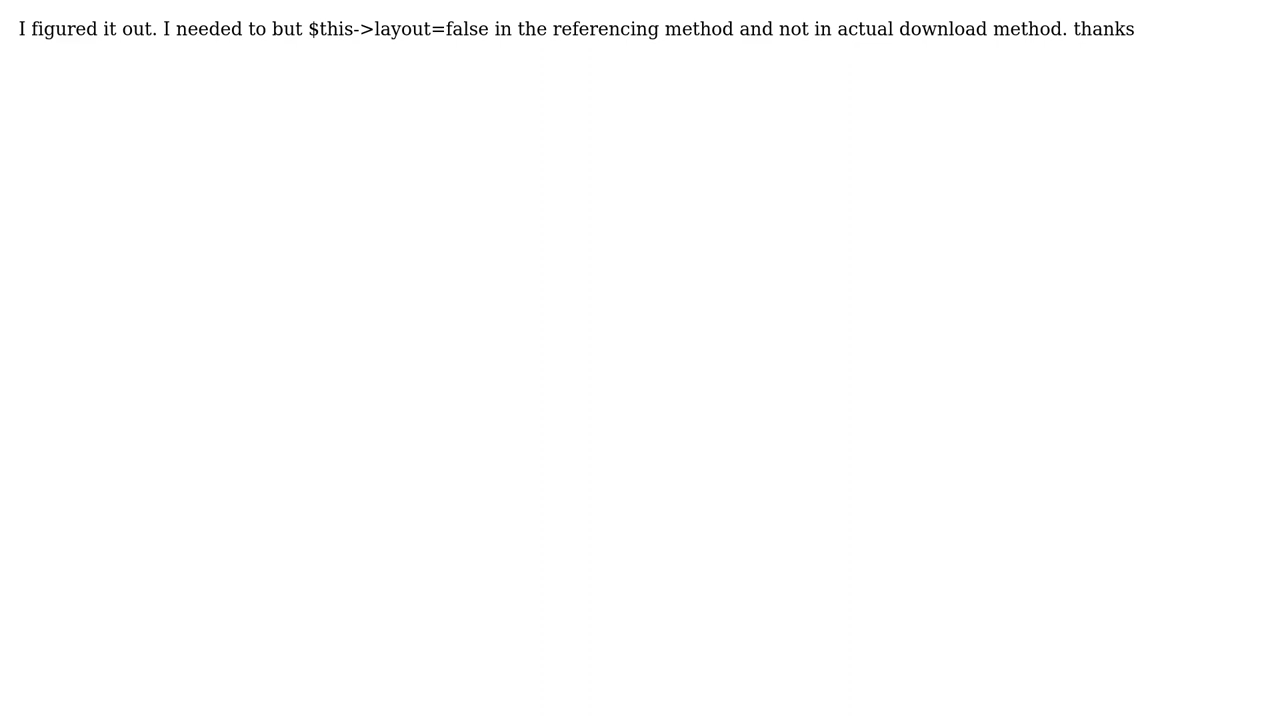 I figured it out. I needed to but $this->layout=false in the referencing method and not in actual download method. thanks